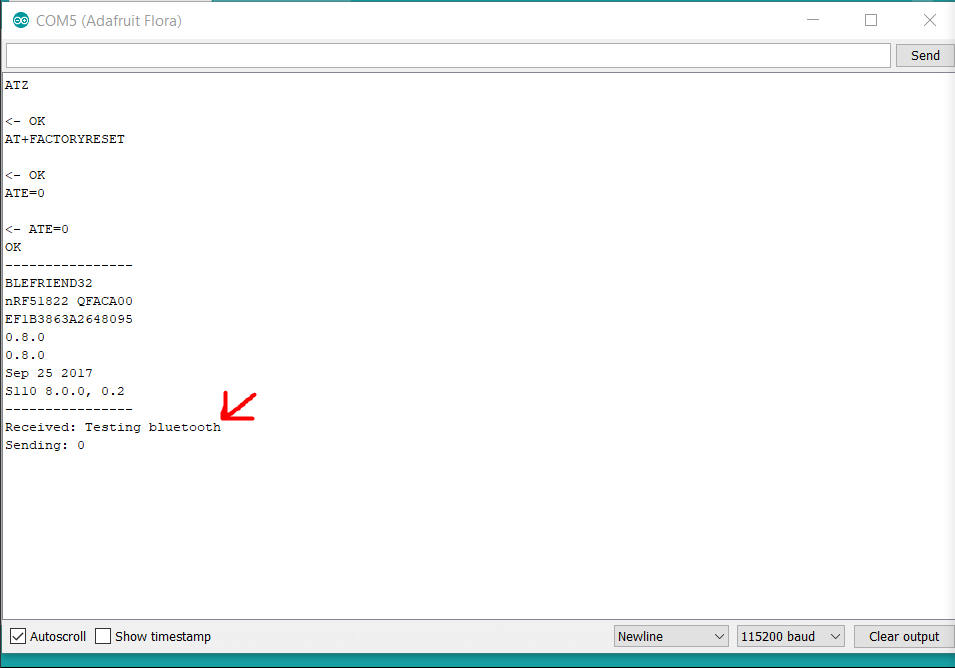 COM5 (Adafruit Flora)
Send
ATZ
<- OK
AT+FACTORYRESET
<- OK
ATE=0
<- ATE=0
OK
----------------
BLEFRIEND32
nRF51822 QFACA00
EF1B3863A2648095
0.8.0
0.8.0
Sep 25 2017
S110 8.0.0, 0.2
----------------
Received: Testing bluetooth
Sending: 0
Autoscroll Show timestamp Newline 115200 baud Clear output